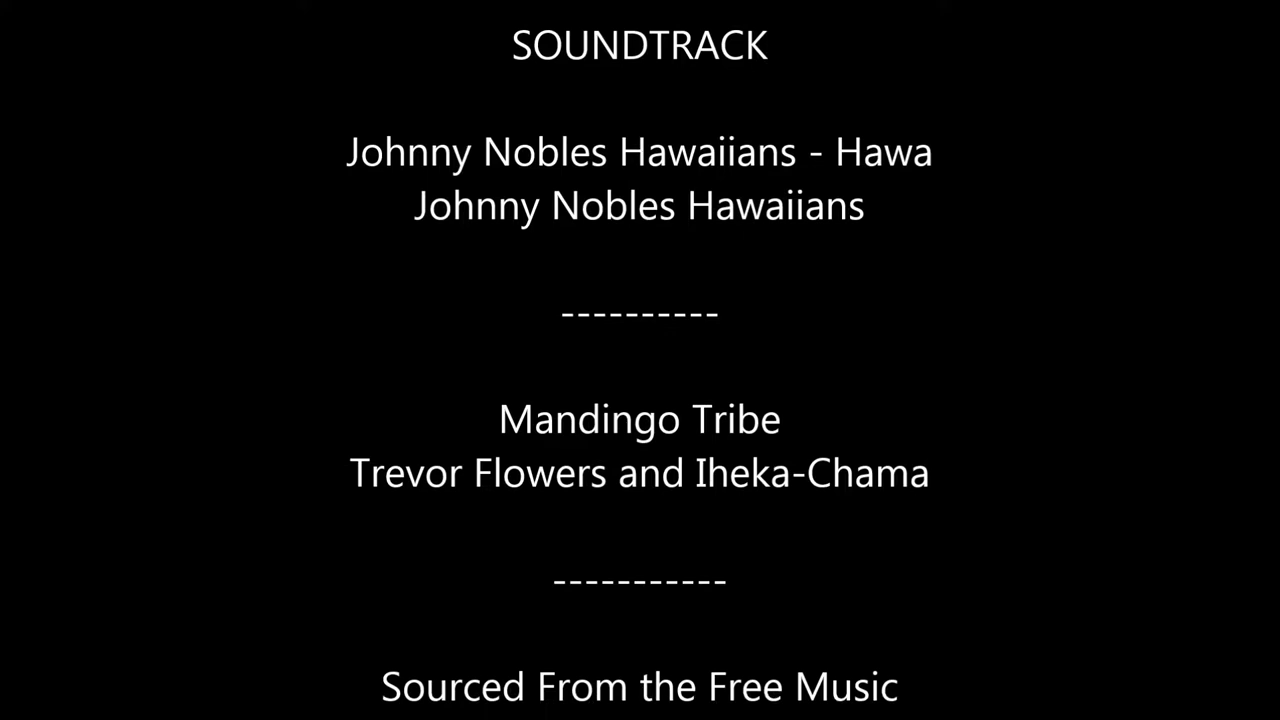 SOUNDTRACK
Johnny Nobles Hawaiians - Hawa
Johnny Nobles Hawaiians
----------
Mandingo Tribe
Trevor Flowers and Iheka-Chama
-----------
Sourced From the Free Music